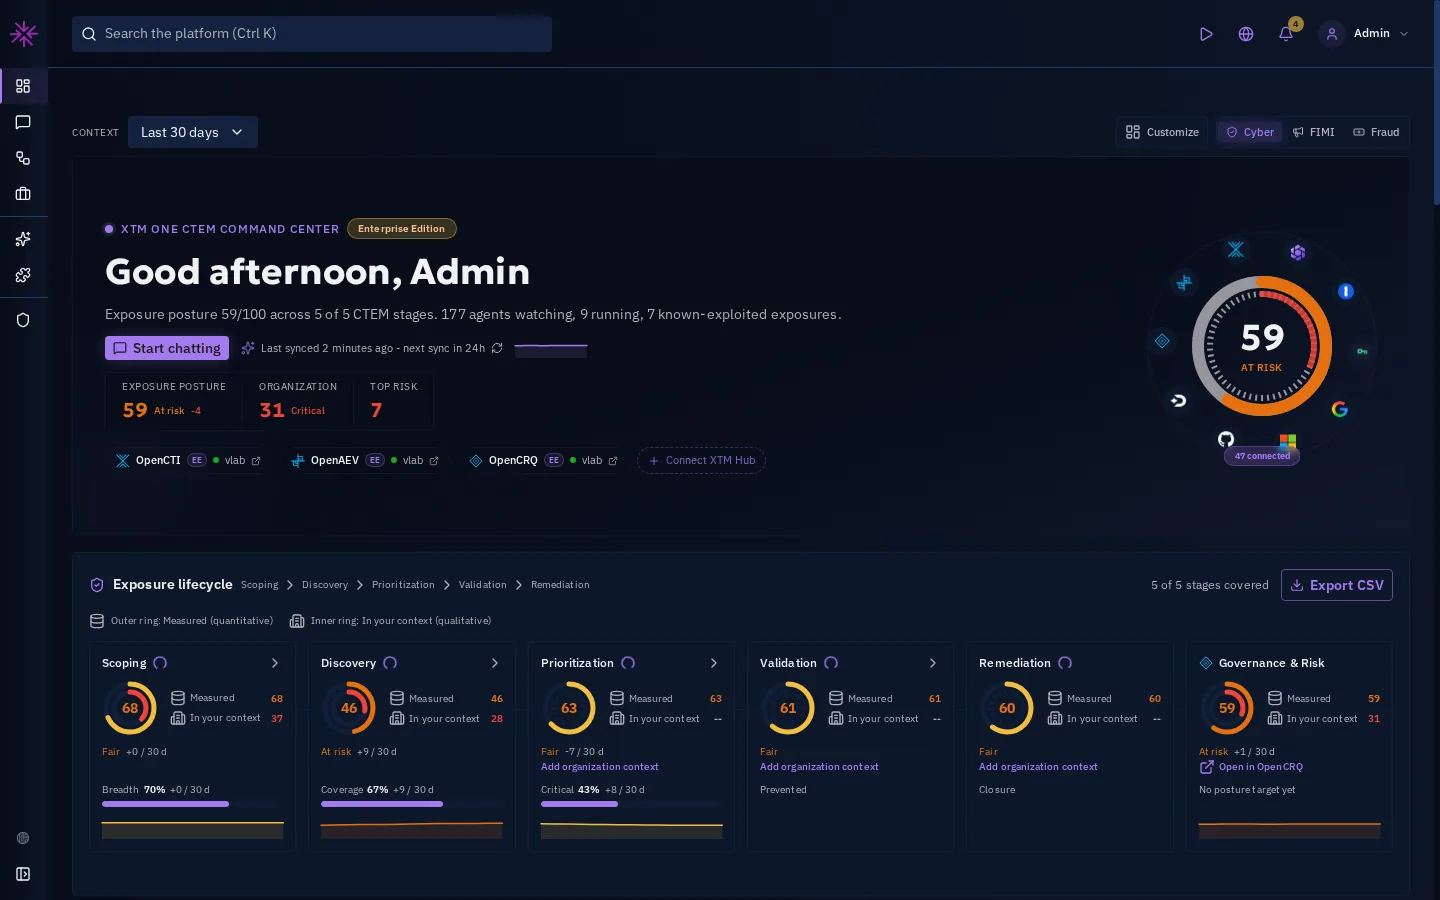 Search the platform (Ctrl K)
4
Admin
CONTEXT
Last 30 days
Customize
Cyber
FIMI
Fraud
XTM ONE CTEM COMMAND CENTER
Enterprise Edition
Good afternoon, Admin
Exposure posture 59/100 across 5 of 5 CTEM stages. 177 agents watching, 9 running, 7 known-exploited exposures.
Start chatting
Last synced 2 minutes ago - next sync in 24h
EXPOSURE POSTURE
59 At risk -4
ORGANIZATION
31 Critical
TOP RISK
7
OpenCTI EE vlab
OpenAEV EE vlab
OpenCRQ EE vlab
Connect XTM Hub
59
AT RISK
47 connected
Exposure lifecycle
Scoping > Discovery > Prioritization > Validation > Remediation
5 of 5 stages covered
Export CSV
Outer ring: Measured (quantitative)
Inner ring: In your context (qualitative)
Scoping
68
Measured 68
In your context 37
Fair +0 / 30 d
Breadth 70% +0 / 30 d
Discovery
46
Measured 46
In your context 28
At risk +9 / 30 d
Coverage 67% +9 / 30 d
Prioritization
63
Measured 63
In your context --
Fair -7 / 30 d
Add organization context
Critical 43% +8 / 30 d
Validation
61
Measured 61
In your context --
Fair
Add organization context
Prevented
Remediation
60
Measured 60
In your context --
Fair
Add organization context
Closure
Governance & Risk
59
Measured 59
In your context 31
At risk +1 / 30 d
Open in OpenCRQ
No posture target yet